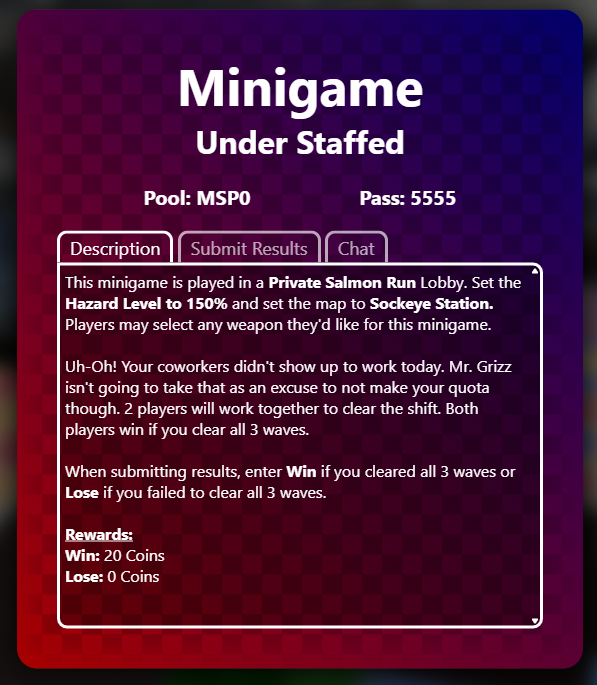 Minigame
Under Staffed
Pool: MSP0
Pass: 5555
Description
Submit Results
Chat
This minigame is played in a Private Salmon Run Lobby. Set the
Hazard Level to 150% and set the map to Sockeye Station.
Players may select any weapon they'd like for this minigame.
Uh-Oh! Your coworkers didn't show up to work today. Mr. Grizz
isn't going to take that as an excuse to not make your quota
though. 2 players will work together to clear the shift. Both
players win if you clear all 3 waves.
When submitting results, enter Win if you cleared all 3 waves or
Lose if you failed to clear all 3 waves.
Rewards:
Win: 20 Coins
Lose: 0 Coins